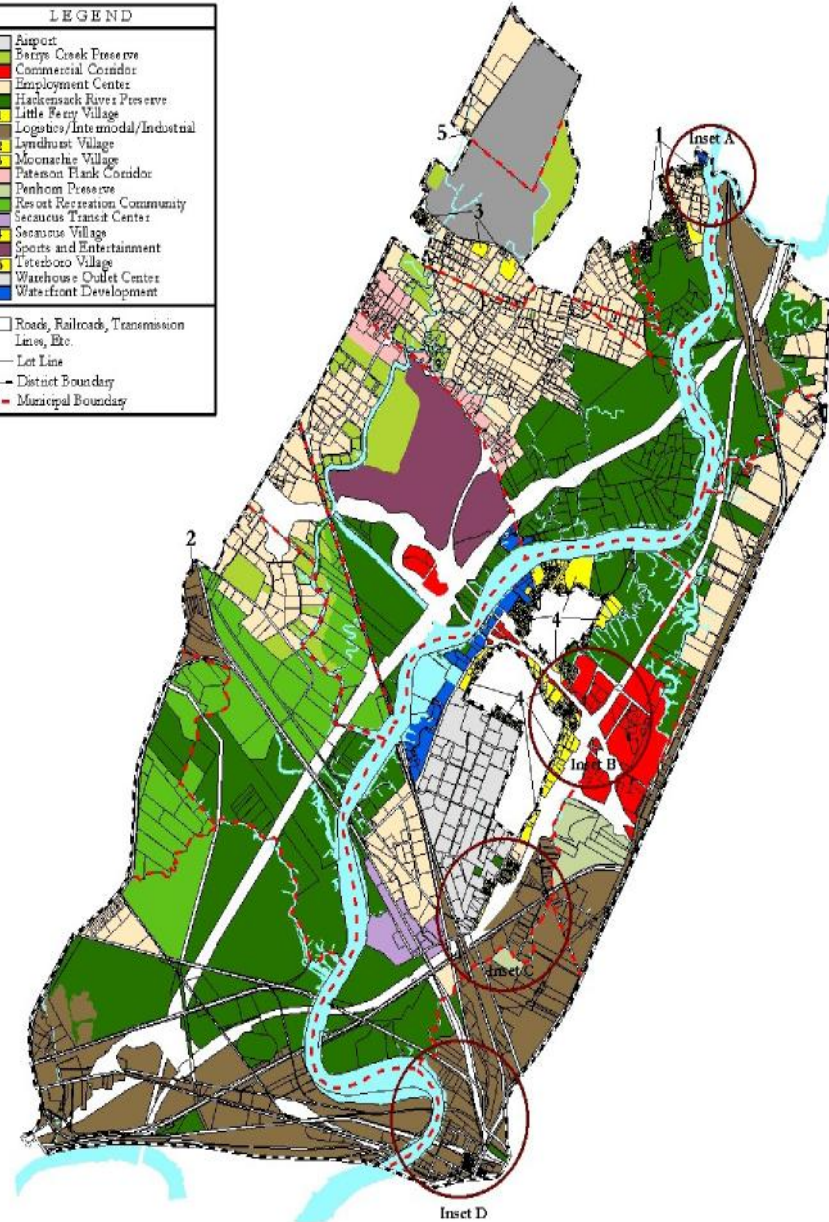 LEGEND
Airport
Berrys Creek Preserve
Commercial Corridor
Employment Center
Hackensack River Preserve
Little Ferry Village
Logistics/Intermodal/Industrial
Lyndhurst Village
Moonachie Village
Paterson Plank Corridor
Penhorn Preserve
Resort Recreation Community
Secaucus Transit Center
Secaucus Village
Sports and Entertainment
Teterboro Village
Warehouse Outlet Center
Waterfront Development
Roads, Railroads, Transmission
Lines, Etc.
Lot Line
District Boundary
Municipal Boundary
5
1
Inset A
3
2
4
4
Inset B
Inset C
Inset D